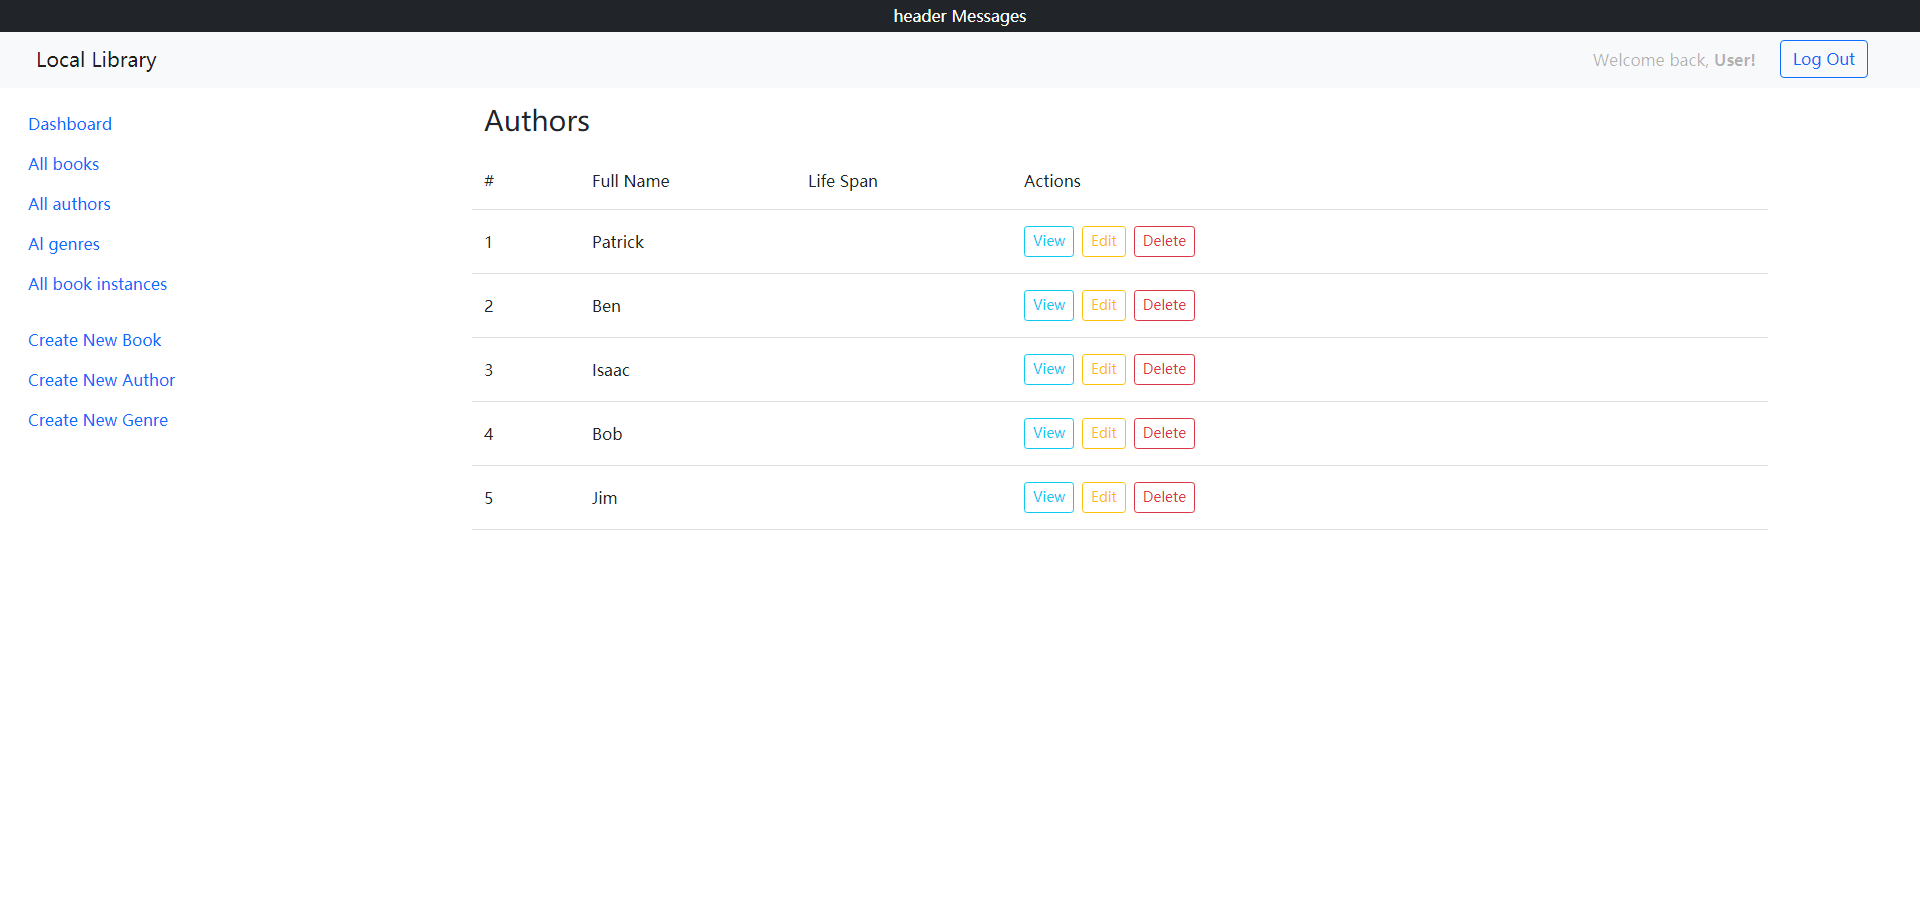 header Messages
Local Library
Welcome back, User!
Log Out
Dashboard
All books
All authors
Al genres
All book instances
Create New Book
Create New Author
Create New Genre
Authors
# Full Name Life Span Actions
1 Patrick View Edit Delete
2 Ben View Edit Delete
3 Isaac View Edit Delete
4 Bob View Edit Delete
5 Jim View Edit Delete